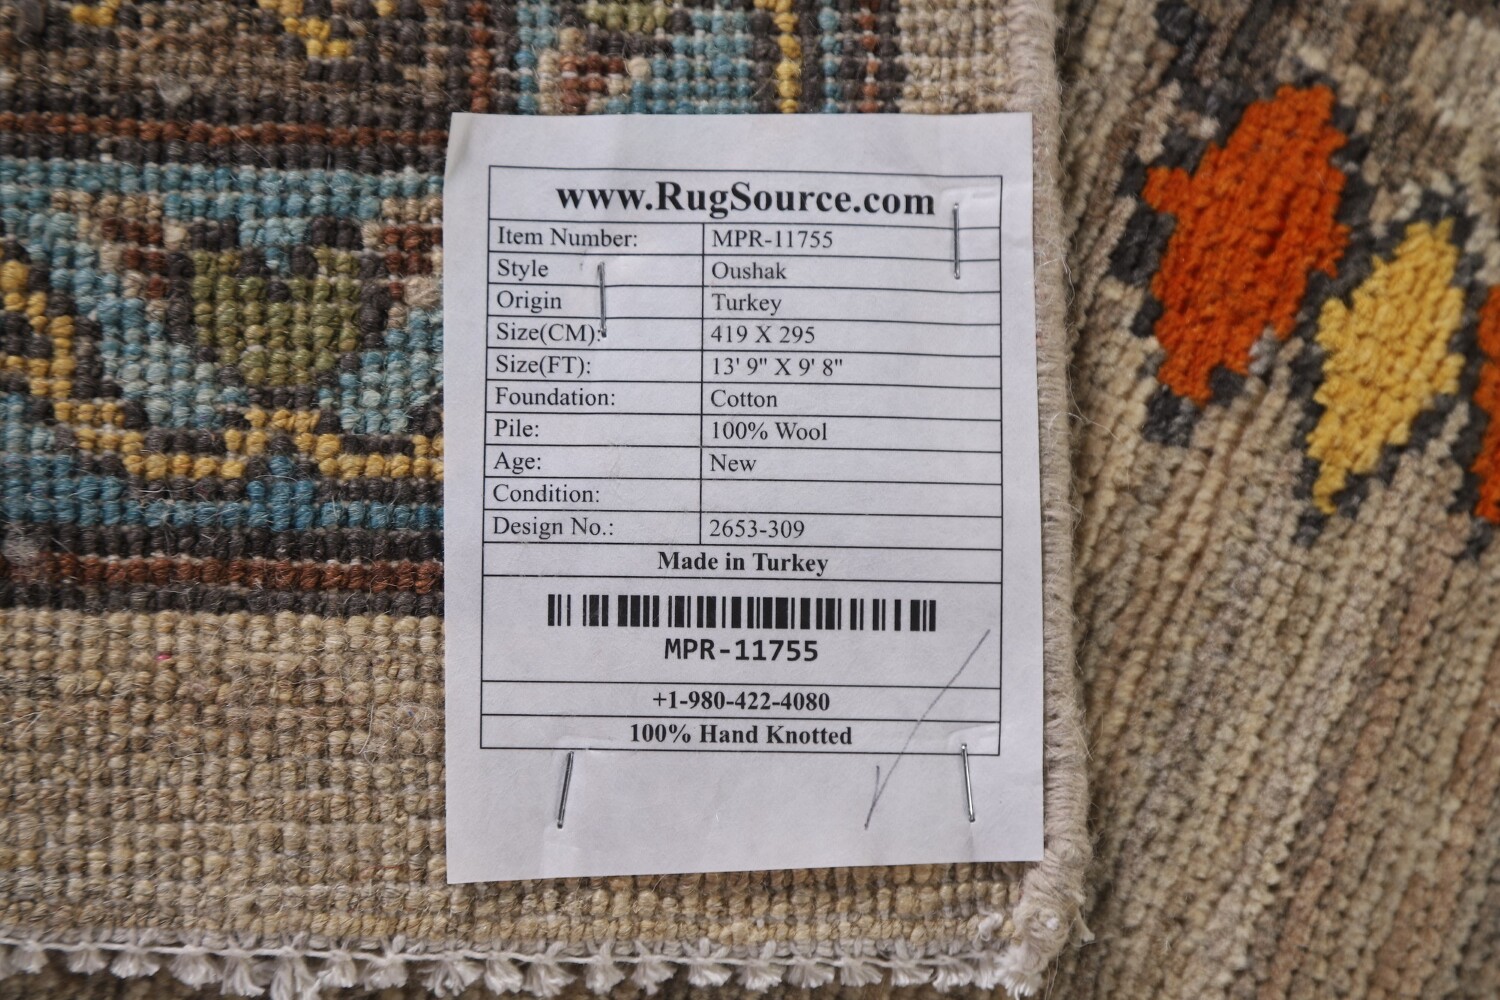 www.RugSource.com
Item Number: MPR-11755
Style Oushak
Origin Turkey
Size(CM): 419 X 295
Size(FT): 13' 9" X 9' 8"
Foundation: Cotton
Pile: 100% Wool
Age: New
Condition:
Design No.: 2653-309
Made in Turkey
MPR-11755
+1-980-422-4080
100% Hand Knotted